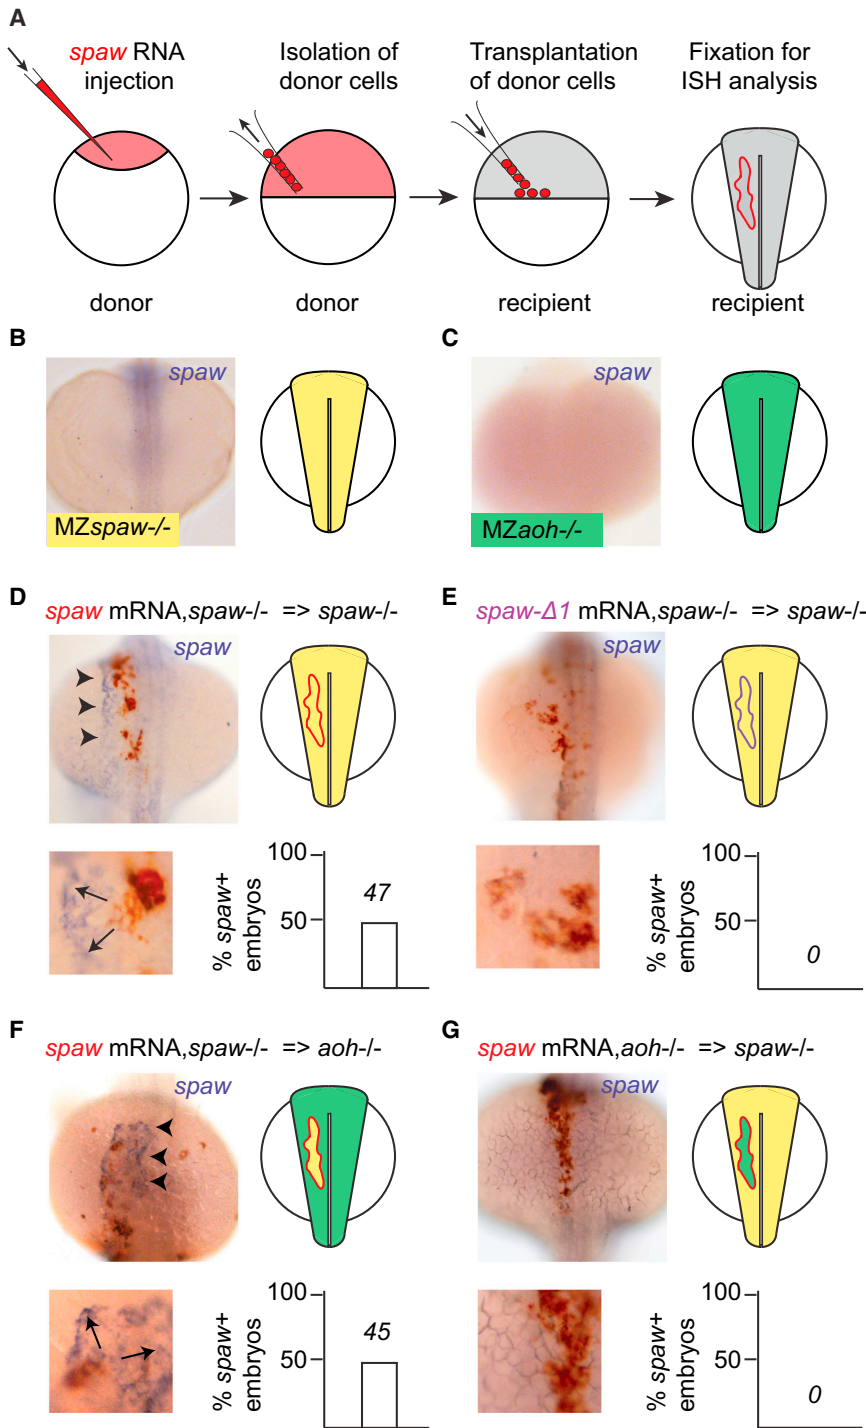 A
spaw RNA injection
Isolation of donor cells
Transplantation of donor cells
Fixation for ISH analysis
donor
donor
recipient
recipient
B
spaw
MZspaw-/-
C
spaw
MZaoh-/-
D
spaw mRNA,spaw-/- => spaw-/-
spaw
% spaw+ embryos
100
50
47
E
spaw-Δ1 mRNA,spaw-/- => spaw-/-
spaw
% spaw+ embryos
100
50
0
F
spaw mRNA,spaw-/- => aoh-/-
spaw
% spaw+ embryos
100
50
45
G
spaw mRNA,aoh-/- => spaw-/-
spaw
% spaw+ embryos
100
50
0